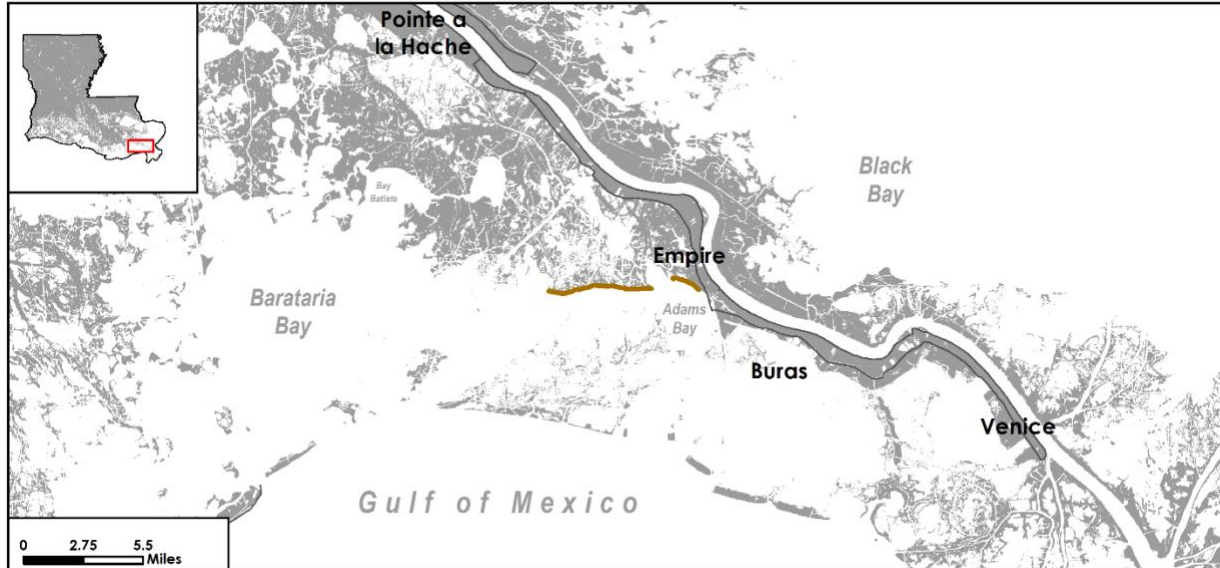 Pointe a
la Hache
Black
Bay
Bay
Batiste
Empire
Barataria
Bay
Adams
Bay
Buras
Venice
Gulf of Mexico
0 2.75 5.5
Miles